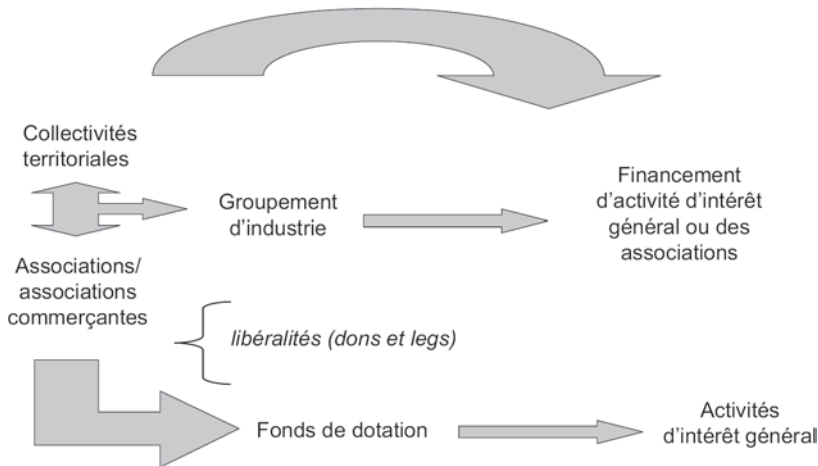 Collectivités
territoriales
Groupement
d'industrie
Financement
d'activité d'intérêt
général ou des
associations
Associations/
associations
commerçantes
libéralités (dons et legs)
Fonds de dotation
Activités
d'intérêt général